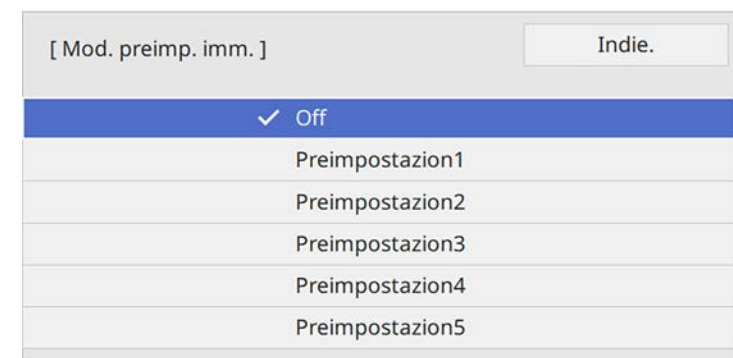 [ Mod. preimp. imm. ]
Indie.
Off
Preimpostazion1
Preimpostazion2
Preimpostazion3
Preimpostazion4
Preimpostazion5